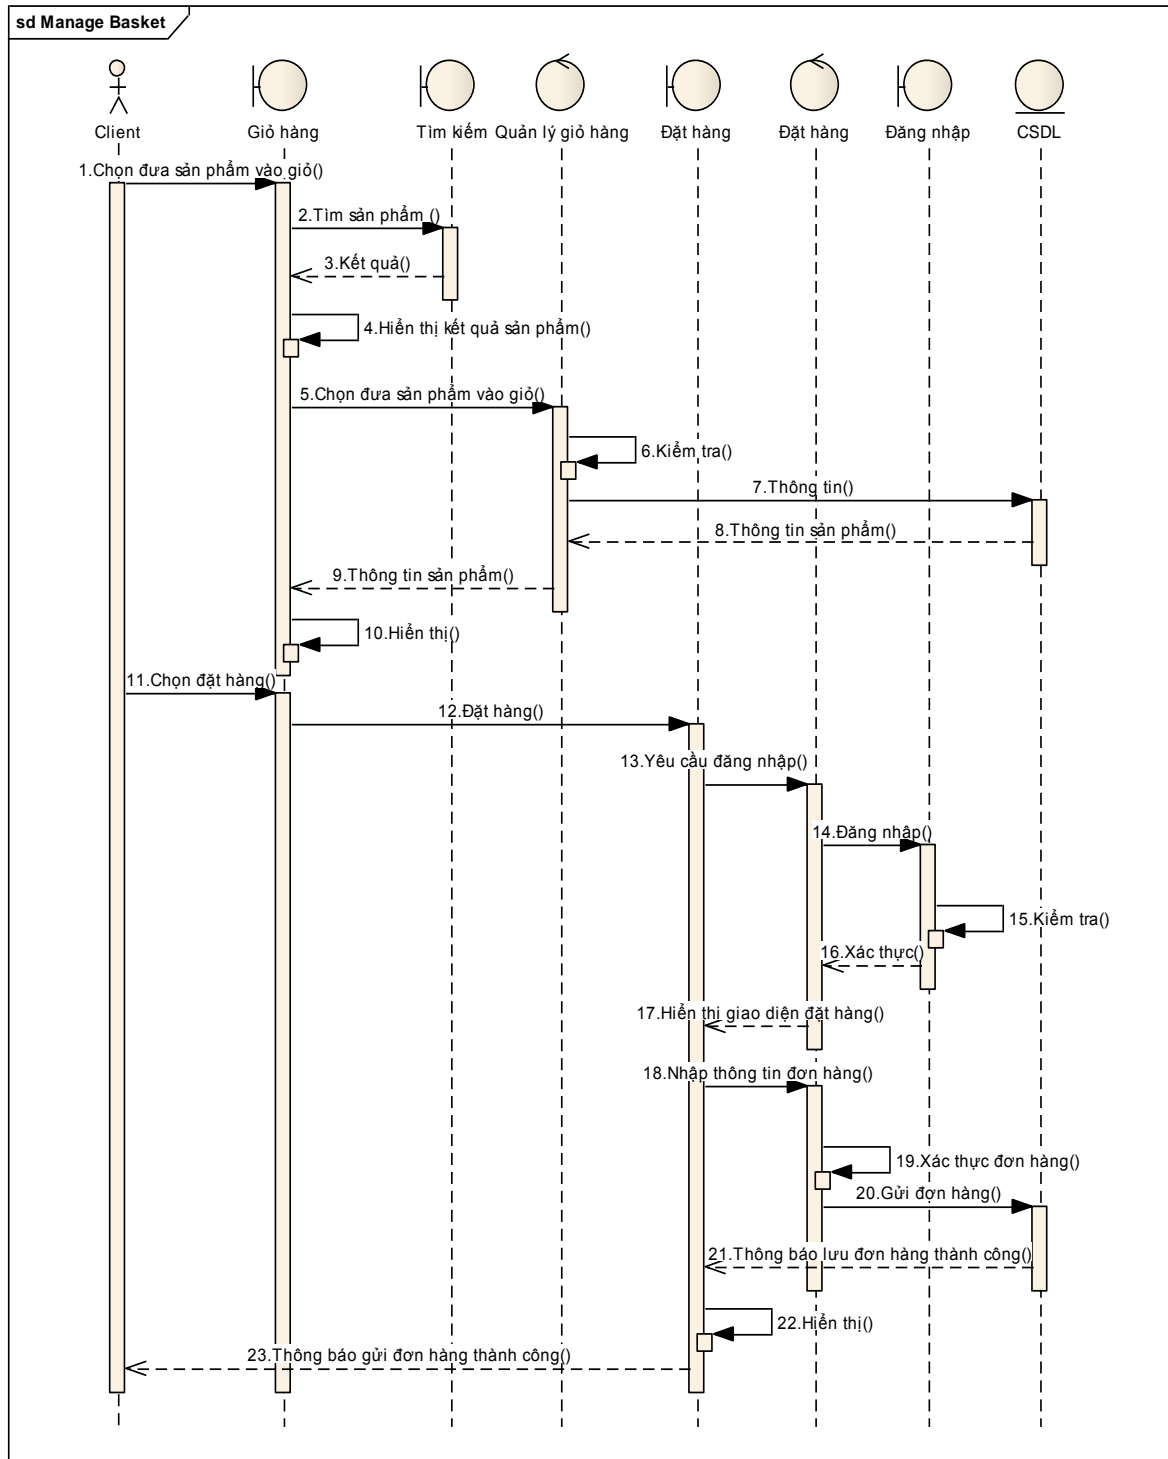 sd Manage Basket
Client
Giỏ hàng
Tìm kiếm
Quản lý giỏ hàng
Đặt hàng
Đặt hàng
Đăng nhập
CSDL
1.Chọn đưa sản phẩm vào giỏ()
2.Tìm sản phẩm ()
3.Kết quả()
4.Hiển thị kết quả sản phẩm()
5.Chọn đưa sản phẩm vào giỏ()
6.Kiểm tra()
7.Thông tin()
8.Thông tin sản phẩm()
9.Thông tin sản phẩm()
10.Hiển thị()
11.Chọn đặt hàng()
12.Đặt hàng()
13.Yêu cầu đăng nhập()
14.Đăng nhập()
15.Kiểm tra()
16.Xác thực()
17.Hiển thị giao diện đặt hàng()
18.Nhập thông tin đơn hàng()
19.Xác thực đơn hàng()
20.Gửi đơn hàng()
21.Thông báo lưu đơn hàng thành công()
22.Hiển thị()
23.Thông báo gửi đơn hàng thành công()